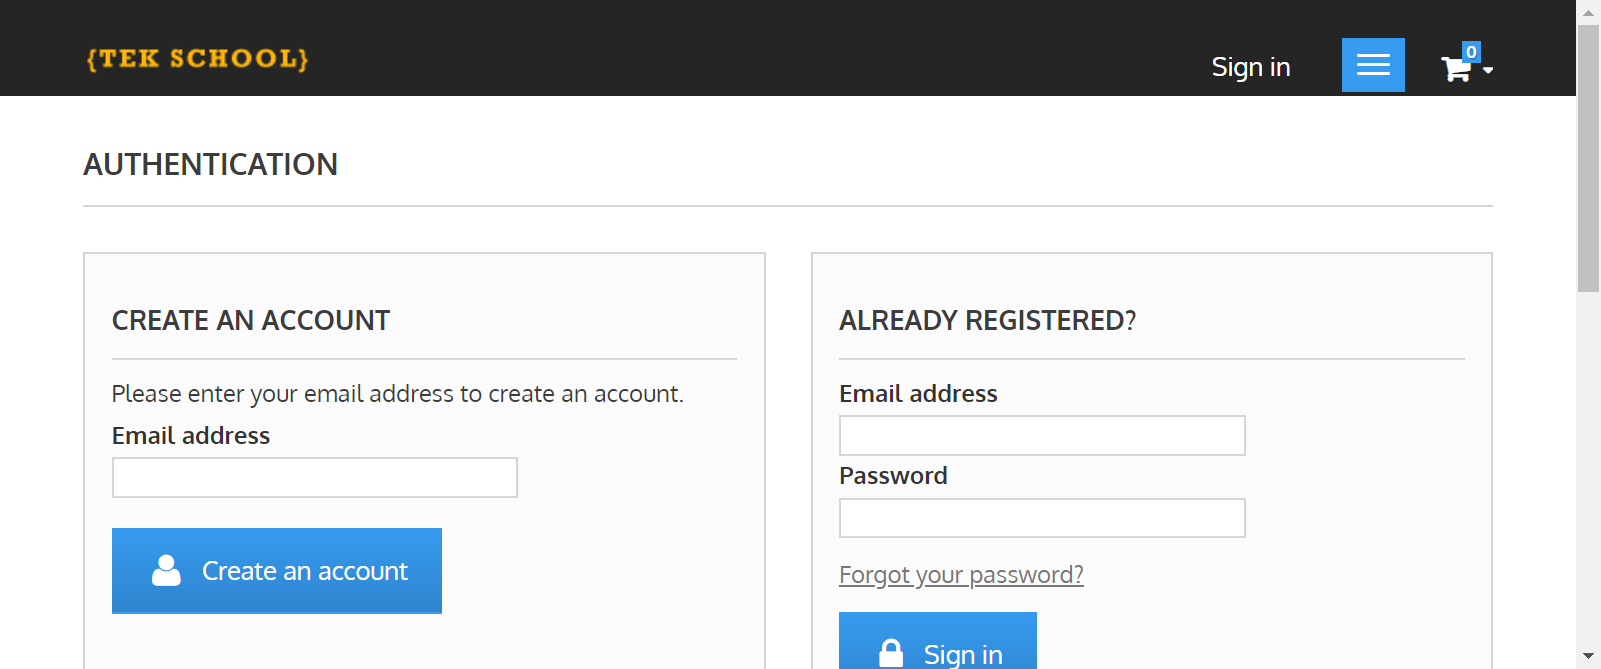 {TEK SCHOOL}
Sign in
0
AUTHENTICATION
CREATE AN ACCOUNT
Please enter your email address to create an account.
Email address
Create an account
ALREADY REGISTERED?
Email address
Password
Forgot your password?
Sign in